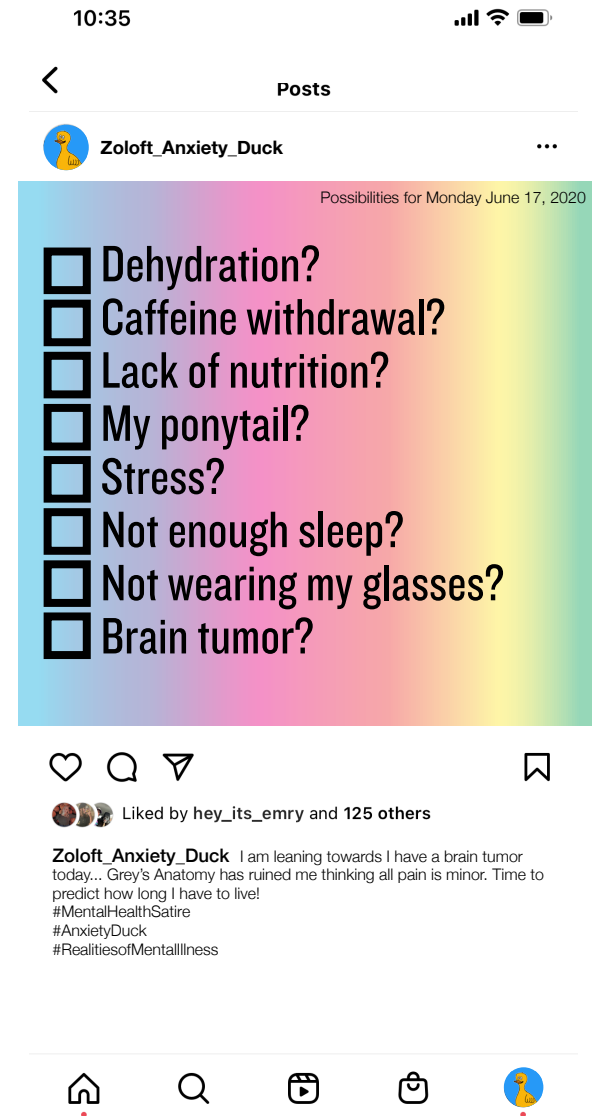 10:35
Posts
Zoloft_Anxiety_Duck
Possibilities for Monday June 17, 2020
Dehydration?
Caffeine withdrawal?
Lack of nutrition?
My ponytail?
Stress?
Not enough sleep?
Not wearing my glasses?
Brain tumor?
Liked by hey_its_emry and 125 others
Zoloft_Anxiety_Duck I am leaning towards I have a brain tumor
today... Grey's Anatomy has ruined me thinking all pain is minor. Time to
predict how long I have to live!
#MentalHealthSatire
#AnxietyDuck
#RealitiesofMentalIlness